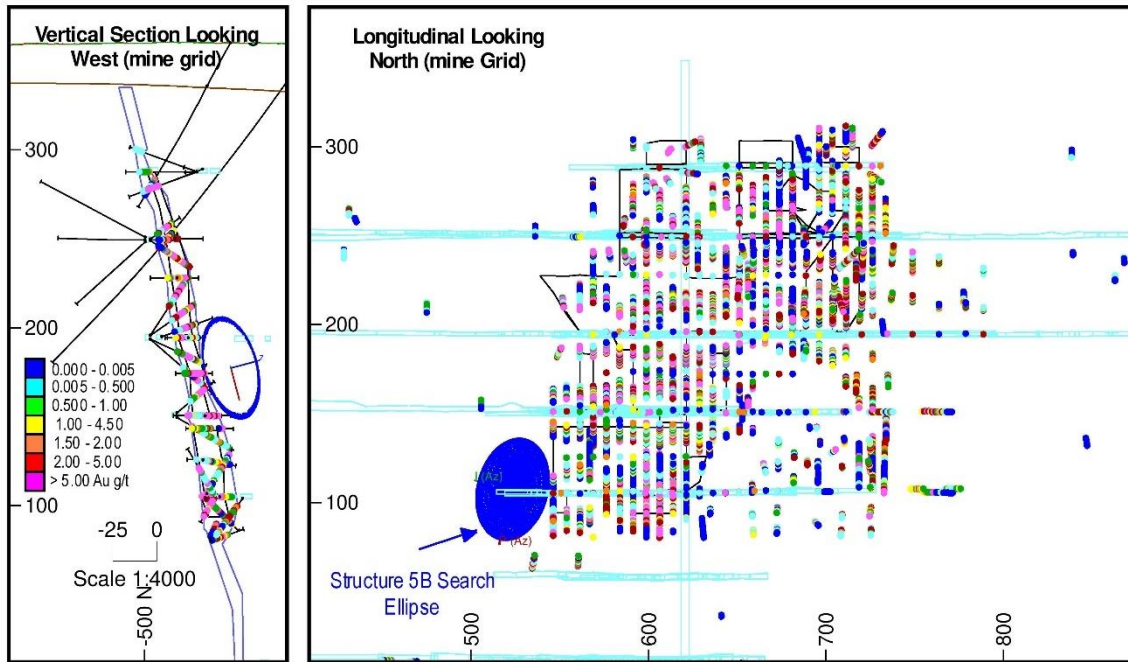 Vertical Section Looking
West (mine grid)
300
200
100
0.000 - 0.005
0.005 - 0.500
0.500 - 1.00
1.00 - 4.50
1.50 - 2.00
2.00 - 5.00
> 5.00 Au g/t
-25 0
Scale 1:4000
-500 N
Longitudinal Looking
North (mine Grid)
300
200
100
(Az)
(Az)
Structure 5B Search
Ellipse
500
600
700
800